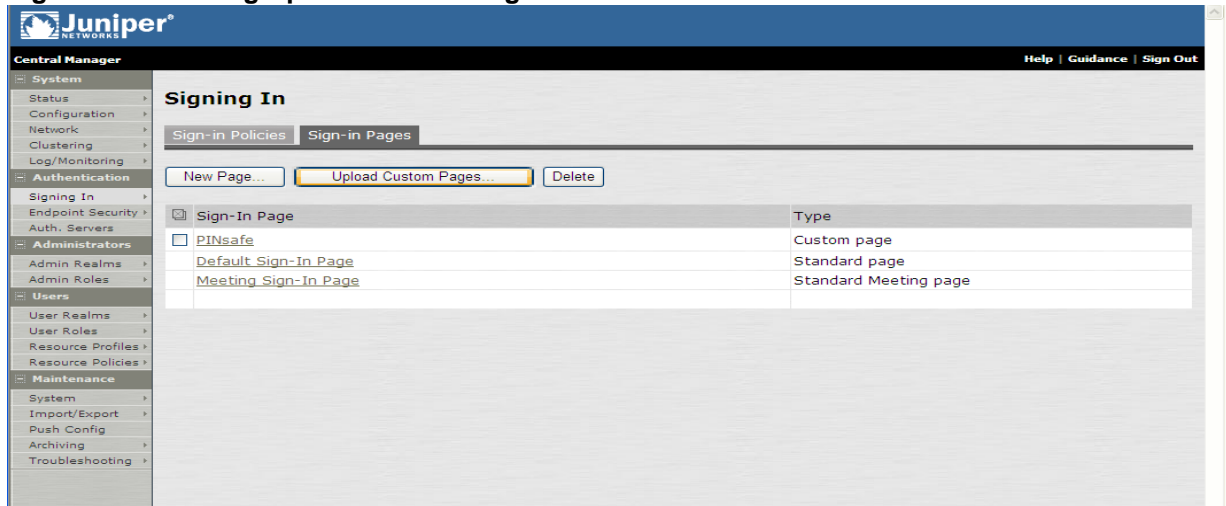 Juniper®
NETWORKS
Central Manager
Help | Guidance | Sign Out
System
Status
Configuration
Network
Clustering
Log/Monitoring
Authentication
Signing In
Endpoint Security
Auth. Servers
Administrators
Admin Realms
Admin Roles
Users
User Realms
User Roles
Resource Profiles
Resource Policies
Maintenance
System
Import/Export
Push Config
Archiving
Troubleshooting
Signing In
Sign-in Policies Sign-in Pages
New Page... Upload Custom Pages... Delete
Sign-In Page Type
PINsafe Custom page
Default Sign-In Page Standard page
Meeting Sign-In Page Standard Meeting page